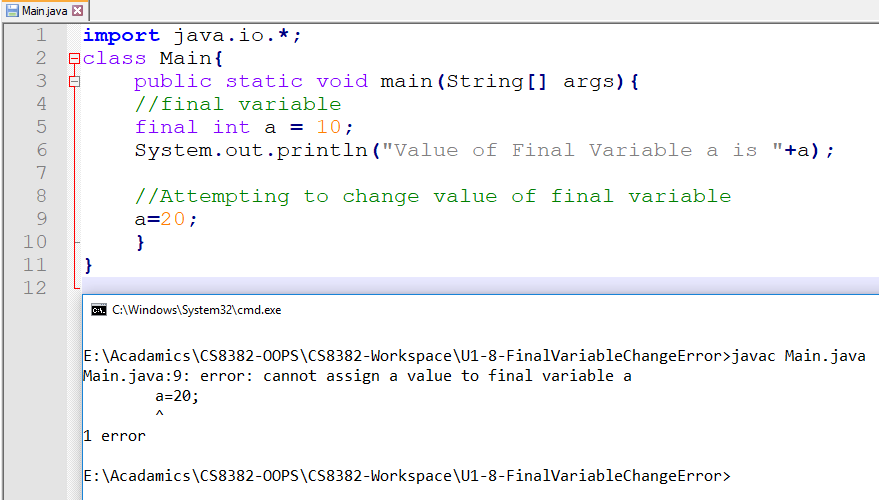 Main.java
1 import java.io.*;
2 class Main{
3 public static void main(String[] args){
4 //final variable
5 final int a = 10;
6 System.out.println("Value of Final Variable a is "+a);
7
8 //Attempting to change value of final variable
9 a=20;
10 }
11 }
12
C:\Windows\System32\cmd.exe
E:\Acadamics\CS8382-OOPS\CS8382-Workspace\U1-8-FinalVariableChangeError>javac Main.java
Main.java:9: error: cannot assign a value to final variable a
a=20;
^
1 error
E:\Acadamics\CS8382-OOPS\CS8382-Workspace\U1-8-FinalVariableChangeError>